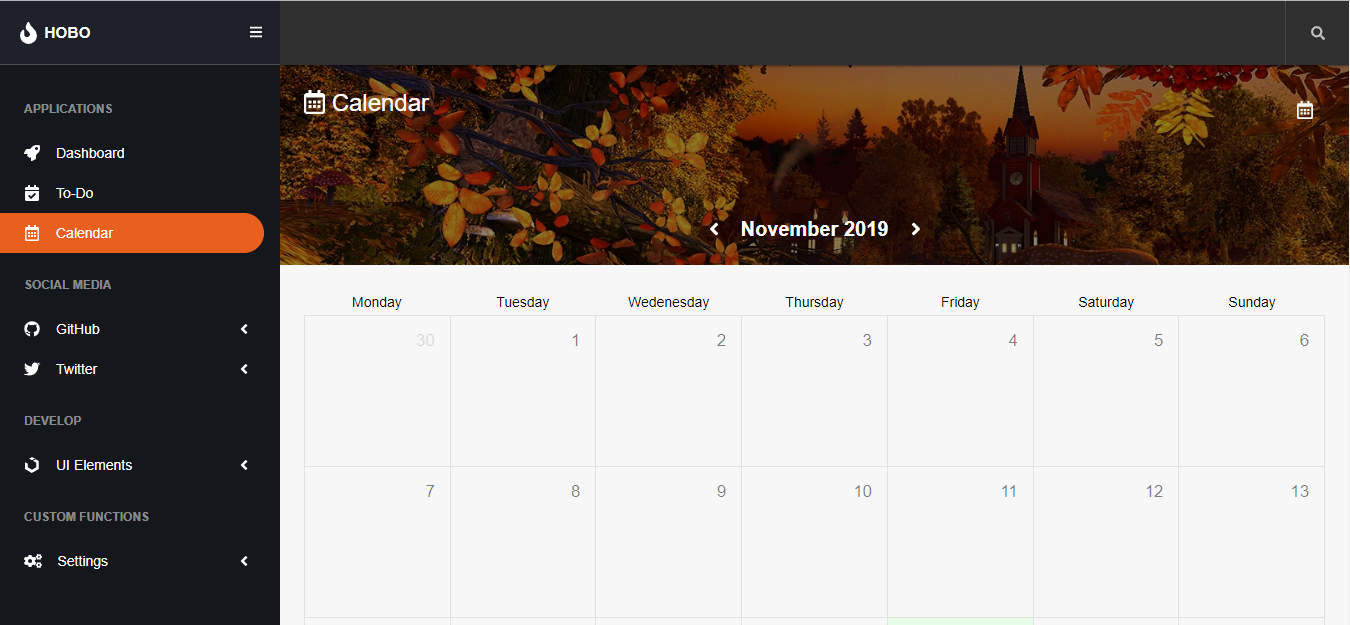 HOBO
APPLICATIONS
Dashboard
To-Do
Calendar
SOCIAL MEDIA
GitHub
Twitter
DEVELOP
UI Elements
CUSTOM FUNCTIONS
Settings
Calendar
November 2019
Monday Tuesday Wedenesday Thursday Friday Saturday Sunday
30 1 2 3 4 5 6
7 8 9 10 11 12 13